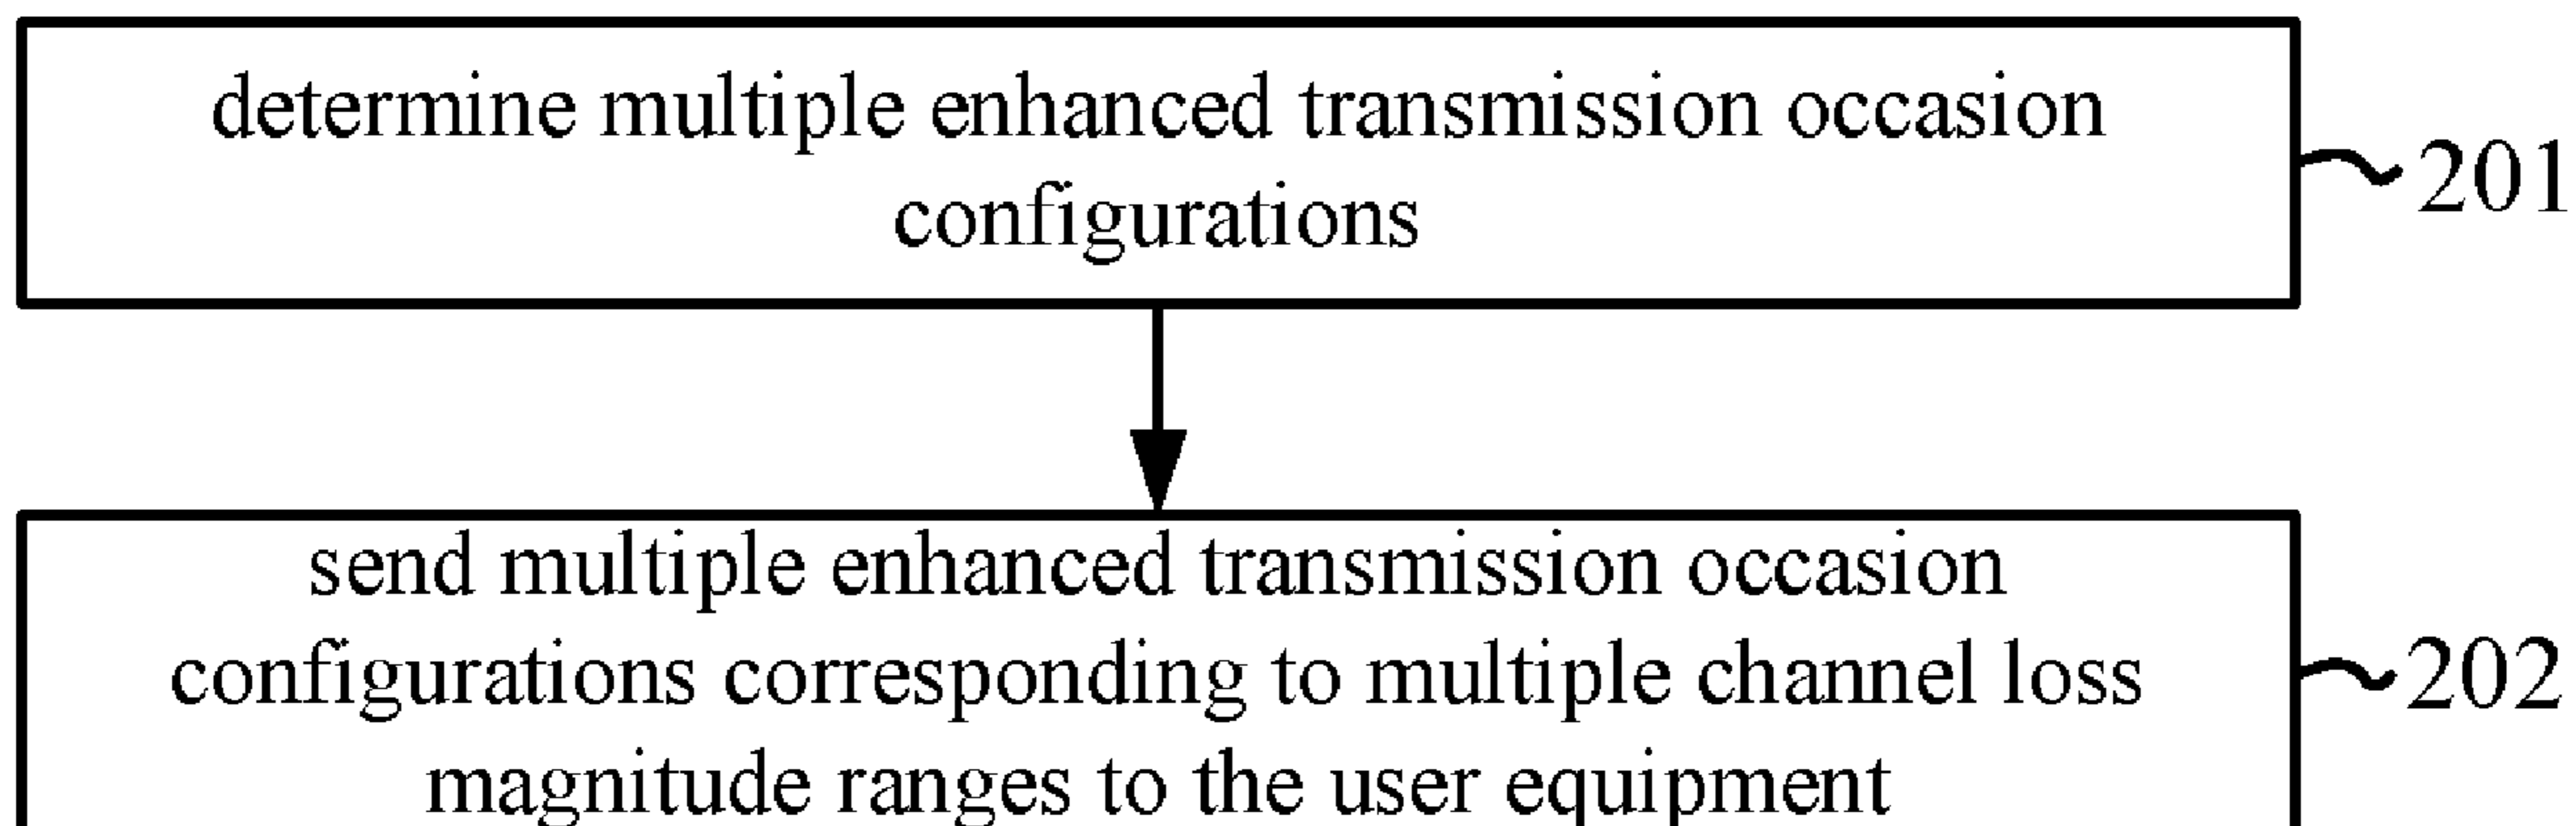 determine multiple enhanced transmission occasion
configurations
201
send multiple enhanced transmission occasion
configurations corresponding to multiple channel loss
magnitude ranges to the user equipment
202